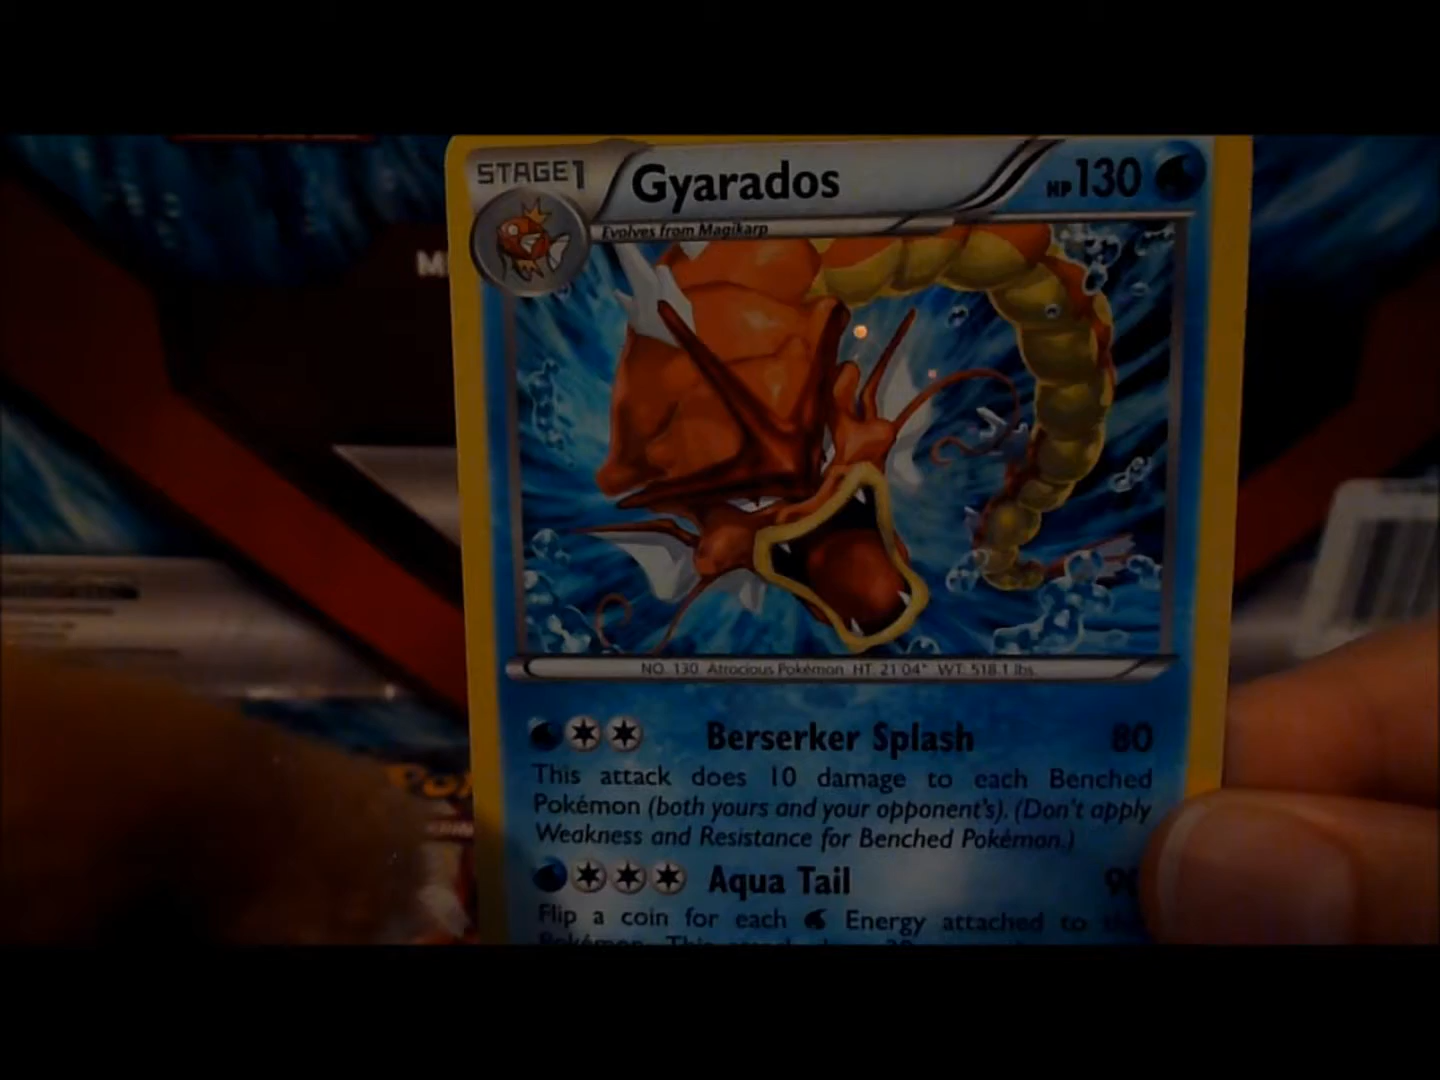 STAGE1 Gyarados HP130
Evolves from Magikarp
NO. 130 Atrocious Pokémon HT: 21'04" WT: 518.1 lbs.
Berserker Splash 80
This attack does 10 damage to each Benched
Pokémon (both yours and your opponent's). (Don't apply
Weakness and Resistance for Benched Pokémon.)
Aqua Tail
Flip a coin for each Energy attached to